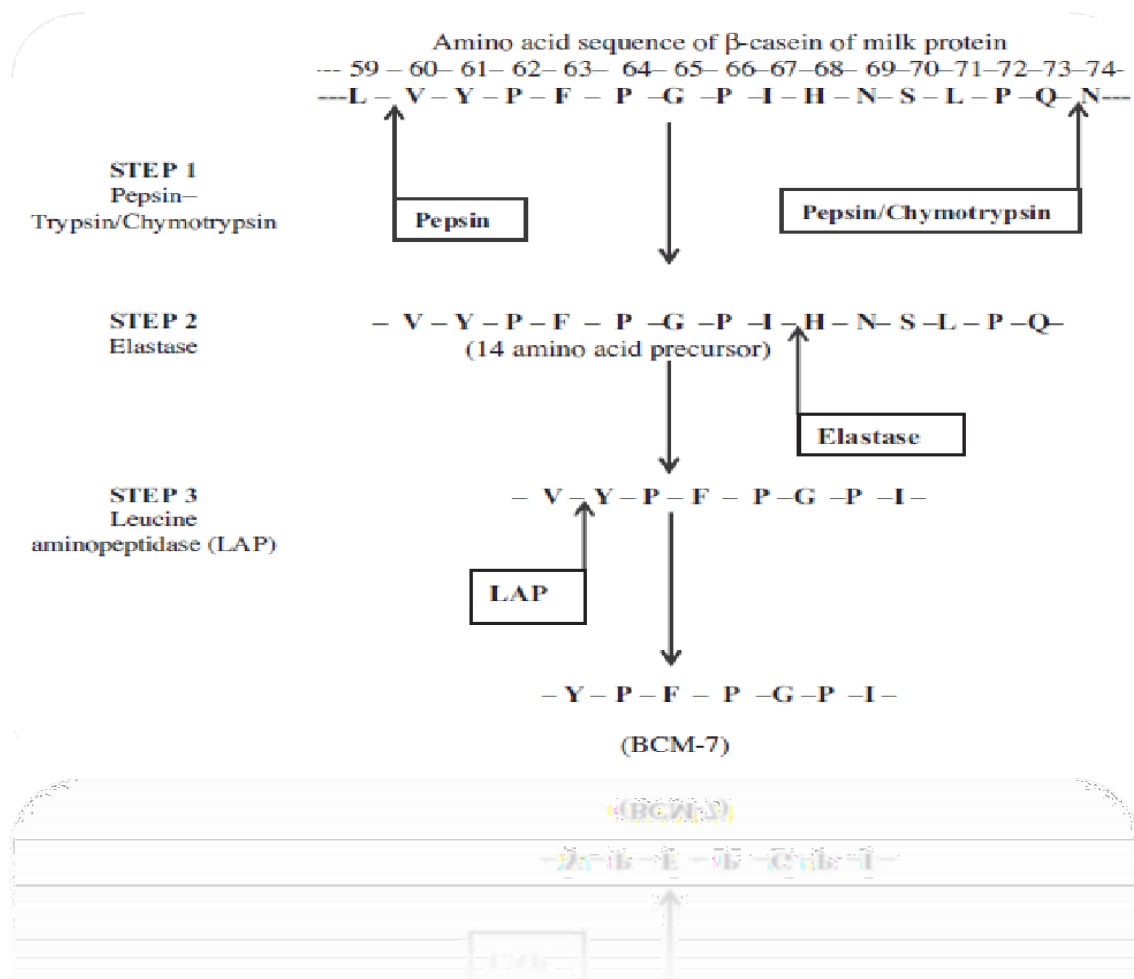 Amino acid sequence of β-casein of milk protein
--- 59 – 60– 61– 62– 63– 64– 65– 66–67–68– 69–70–71–72–73–74-
---L – V – Y – P – F – P –G –P – I – H – N – S – L – P – Q– N---
STEP 1
Pepsin–
Trypsin/Chymotrypsin
Pepsin
Pepsin/Chymotrypsin
STEP 2
Elastase
– V – Y – P – F – P –G –P –I –H – N– S –L – P –Q–
(14 amino acid precursor)
Elastase
STEP 3
Leucine
aminopeptidase (LAP)
– V – Y – P – F – P –G –P –I –
LAP
– Y – P – F – P –G –P –I –
(BCM-7)